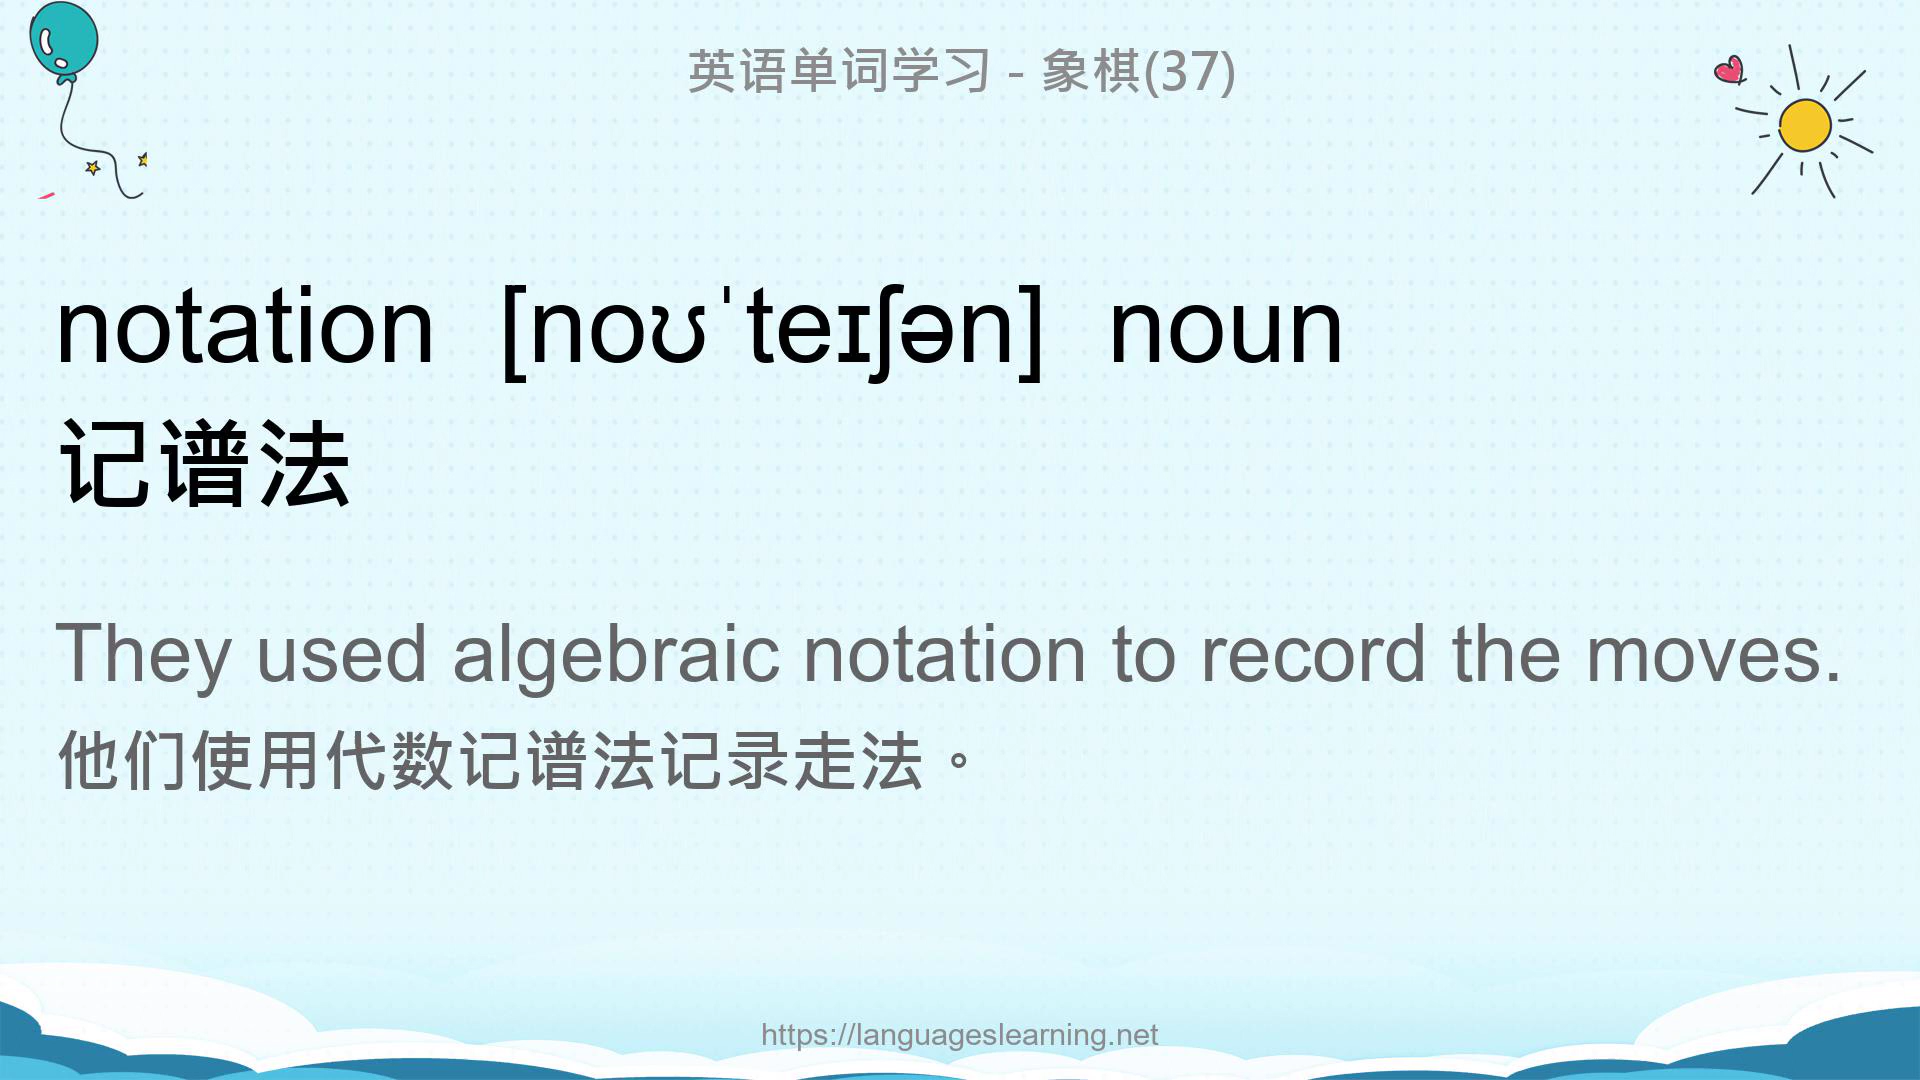 英语单词学习 - 象棋(37)
notation [noʊˈteɪʃən] noun
记谱法
They used algebraic notation to record the moves.
他们使用代数记谱法记录走法。
https://languageslearning.net